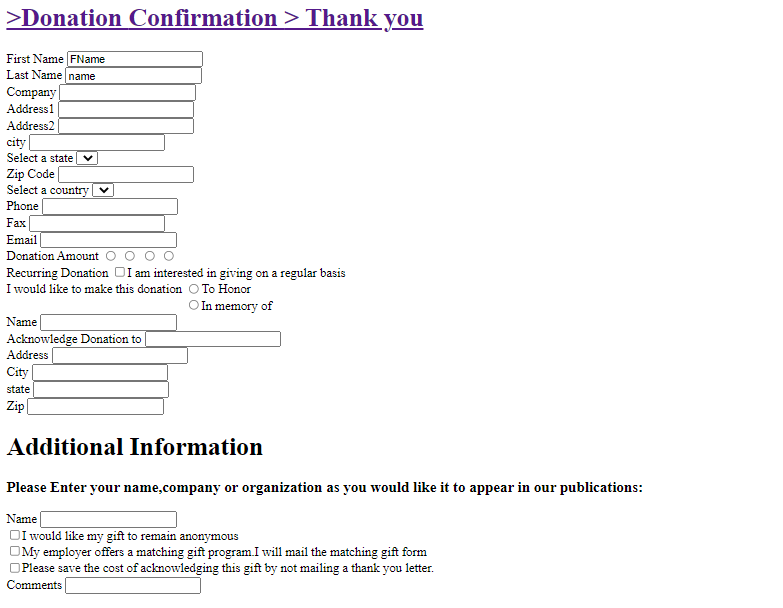 >Donation Confirmation > Thank you
First Name FName
Last Name name
Company
Address1
Address2
city
Select a state
Zip Code
Select a country
Phone
Fax
Email
Donation Amount
Recurring Donation I am interested in giving on a regular basis
I would like to make this donation To Honor
In memory of
Name
Acknowledge Donation to
Address
City
state
Zip
Additional Information
Please Enter your name,company or organization as you would like it to appear in our publications:
Name
I would like my gift to remain anonymous
My employer offers a matching gift program.I will mail the matching gift form
Please save the cost of acknowledging this gift by not mailing a thank you letter.
Comments